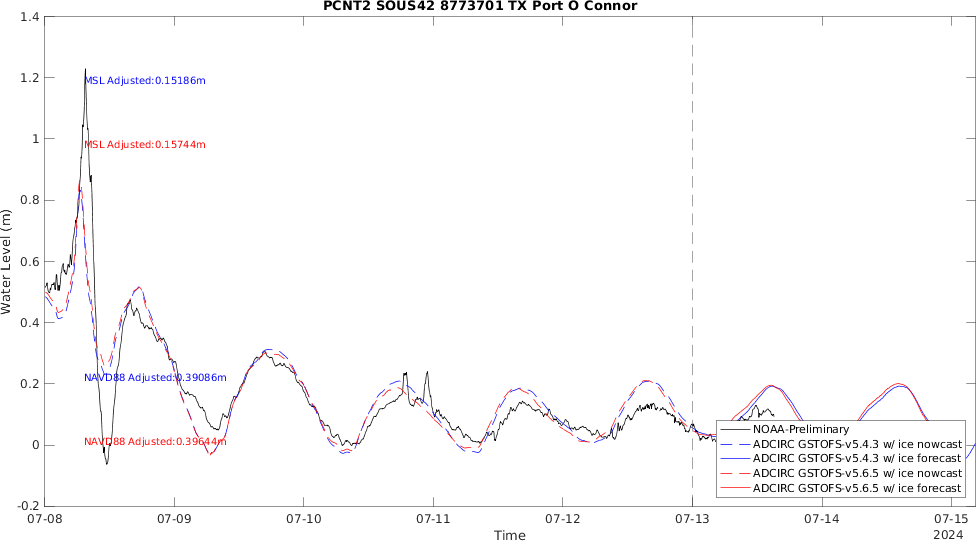 PCNT2 SOUS42 8773701 TX Port O Connor
1.4
1.2
1
0.8
0.6
0.4
0.2
0
-0.2
Water Level (m)
MSL Adjusted:0.15186m
MSL Adjusted:0.15744m
NAVD88 Adjusted:0.39086m
NAVD88 Adjusted:0.39644m
NOAA-Preliminary
ADCIRC GSTOFS-v5.4.3 w/ ice nowcast
ADCIRC GSTOFS-v5.4.3 w/ ice forecast
ADCIRC GSTOFS-v5.6.5 w/ ice nowcast
ADCIRC GSTOFS-v5.6.5 w/ ice forecast
07-08 07-09 07-10 07-11 07-12 07-13 07-14 07-15
Time
2024